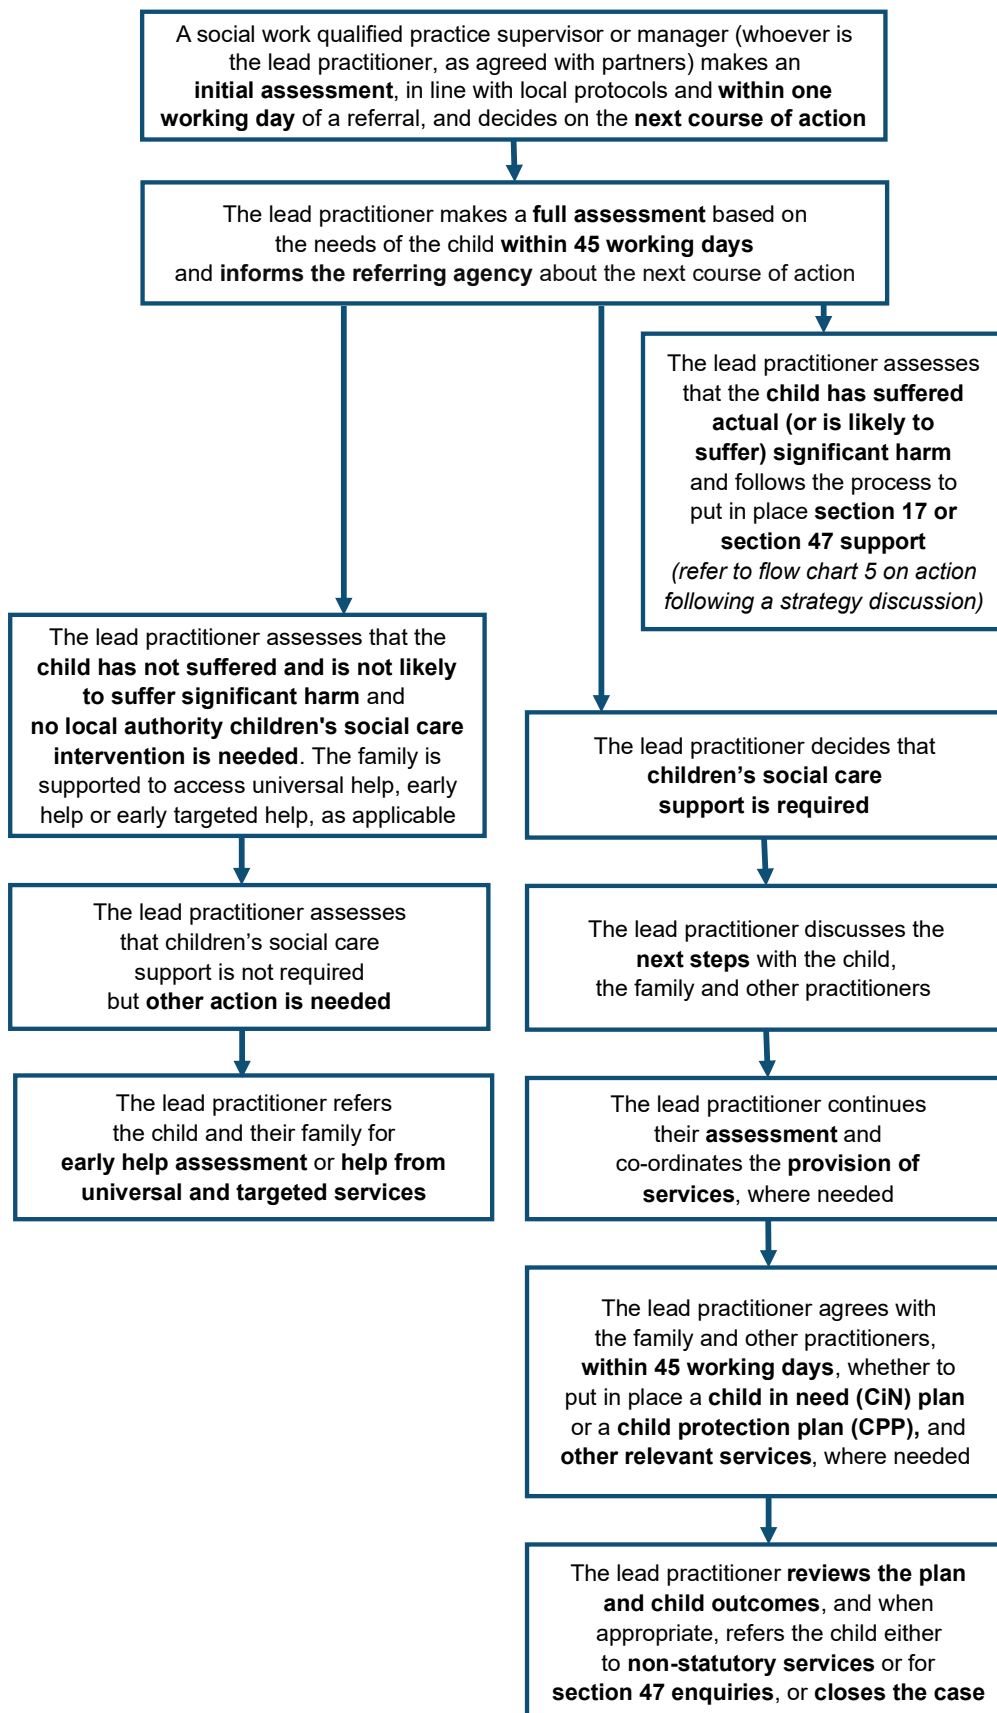 A social work qualified practice supervisor or manager (whoever is
the lead practitioner, as agreed with partners) makes an
initial assessment, in line with local protocols and within one
working day of a referral, and decides on the next course of action
The lead practitioner makes a full assessment based on
the needs of the child within 45 working days
and informs the referring agency about the next course of action
The lead practitioner assesses
that the child has suffered
actual (or is likely to
suffer) significant harm
and follows the process to
put in place section 17 or
section 47 support
(refer to flow chart 5 on action
following a strategy discussion)
The lead practitioner assesses that the
child has not suffered and is not likely
to suffer significant harm and
no local authority children's social care
intervention is needed. The family is
supported to access universal help, early
help or early targeted help, as applicable
The lead practitioner assesses
that children’s social care
support is not required
but other action is needed
The lead practitioner refers
the child and their family for
early help assessment or help from
universal and targeted services
The lead practitioner decides that
children’s social care
support is required
The lead practitioner discusses the
next steps with the child,
the family and other practitioners
The lead practitioner continues
their assessment and
co-ordinates the provision of
services, where needed
The lead practitioner agrees with
the family and other practitioners,
within 45 working days, whether to
put in place a child in need (CiN) plan
or a child protection plan (CPP), and
other relevant services, where needed
The lead practitioner reviews the plan
and child outcomes, and when
appropriate, refers the child either
to non-statutory services or for
section 47 enquiries, or closes the case